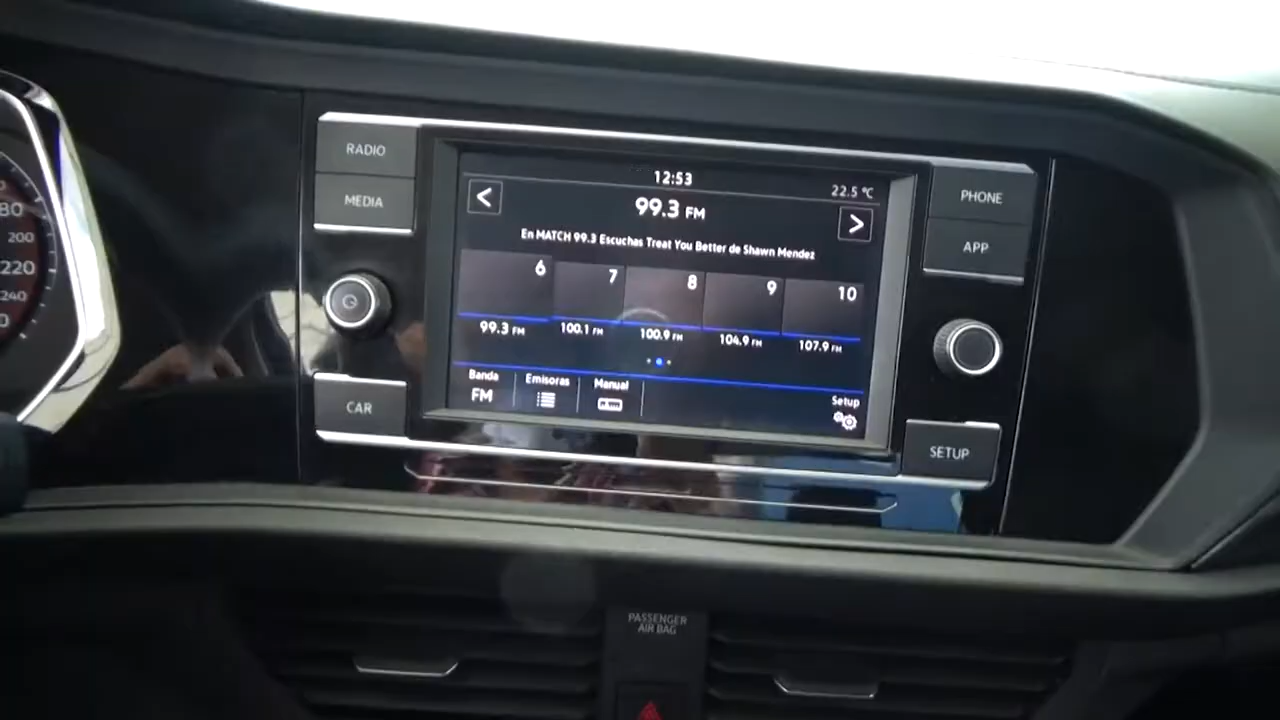 RADIO
MEDIA
CAR
12:53
22.5 °C
<
99.3 FM
>
En MATCH 99.3 Escuchas Treat You Better de Shawn Mendez
6 7 8 9 10
99.3 FM 100.1 FM 100.9 FM 104.9 FM 107.9 FM
Banda Emisoras Manual Setup
FM
PHONE
APP
SETUP
200
220
240
PASSENGER
AIR BAG